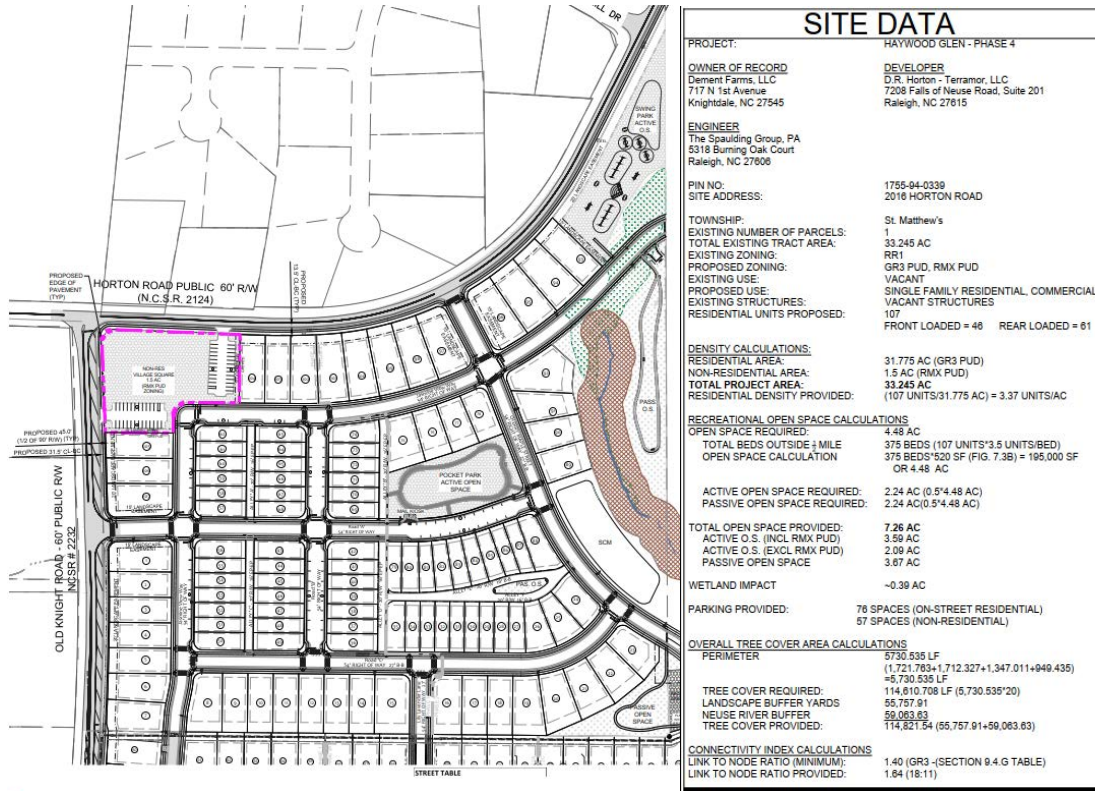 LL DR
SWING
PARK
ACTIVE
O.S.
PROPOSED
EDGE OF
PAVEMENT
(TYP)
HORTON ROAD PUBLIC 60' R/W
(N.C.S.R. 2124)
PROPOSED
13.5' CL-BC (TYP)
NON-RES
VILLAGE SQUARE
1.5 AC
(RMX PUD
ZONING)
PASS.
O.S.
PROPOSED 45.0'
(1/2 OF 90' R/W) (TYP)
PROPOSED 31.5' CL-BC
POCKET PARK
ACTIVE OPEN
SPACE
MAIL KIOSK
SCM
PAS. O.S.
OLD KNIGHT ROAD - 60' PUBLIC R/W
NCSR # 2232
PASSIVE
OPEN
SPACE
STREET TABLE
SITE DATA
PROJECT: HAYWOOD GLEN - PHASE 4
OWNER OF RECORD DEVELOPER
Dement Farms, LLC D.R. Horton - Terramor, LLC
717 N 1st Avenue 7208 Falls of Neuse Road, Suite 201
Knightdale, NC 27545 Raleigh, NC 27615
ENGINEER
The Spaulding Group, PA
5318 Burning Oak Court
Raleigh, NC 27606
PIN NO: 1755-94-0339
SITE ADDRESS: 2016 HORTON ROAD
TOWNSHIP: St. Matthew's
EXISTING NUMBER OF PARCELS: 1
TOTAL EXISTING TRACT AREA: 33.245 AC
EXISTING ZONING: RR1
PROPOSED ZONING: GR3 PUD, RMX PUD
EXISTING USE: VACANT
PROPOSED USE: SINGLE FAMILY RESIDENTIAL, COMMERCIAL
EXISTING STRUCTURES: VACANT STRUCTURES
RESIDENTIAL UNITS PROPOSED: 107
FRONT LOADED = 46 REAR LOADED = 61
DENSITY CALCULATIONS:
RESIDENTIAL AREA: 31.775 AC (GR3 PUD)
NON-RESIDENTIAL AREA: 1.5 AC (RMX PUD)
TOTAL PROJECT AREA: 33.245 AC
RESIDENTIAL DENSITY PROVIDED: (107 UNITS/31.775 AC) = 3.37 UNITS/AC
RECREATIONAL OPEN SPACE CALCULATIONS
OPEN SPACE REQUIRED: 4.48 AC
TOTAL BEDS OUTSIDE ½ MILE 375 BEDS (107 UNITS*3.5 UNITS/BED)
OPEN SPACE CALCULATION 375 BEDS*520 SF (FIG. 7.3B) = 195,000 SF
OR 4.48 AC
ACTIVE OPEN SPACE REQUIRED: 2.24 AC (0.5*4.48 AC)
PASSIVE OPEN SPACE REQUIRED: 2.24 AC(0.5*4.48 AC)
TOTAL OPEN SPACE PROVIDED: 7.26 AC
ACTIVE O.S. (INCL RMX PUD) 3.59 AC
ACTIVE O.S. (EXCL RMX PUD) 2.09 AC
PASSIVE OPEN SPACE 3.67 AC
WETLAND IMPACT ~0.39 AC
PARKING PROVIDED: 76 SPACES (ON-STREET RESIDENTIAL)
57 SPACES (NON-RESIDENTIAL)
OVERALL TREE COVER AREA CALCULATIONS
PERIMETER 5730.535 LF
(1,721.763+1,712.327+1,347.011+949.435)
=5,730.535 LF
TREE COVER REQUIRED: 114,610.708 LF (5,730.535*20)
LANDSCAPE BUFFER YARDS 55,757.91
NEUSE RIVER BUFFER 59,063.63
TREE COVER PROVIDED: 114,821.54 (55,757.91+59,063.63)
CONNECTIVITY INDEX CALCULATIONS
LINK TO NODE RATIO (MINIMUM): 1.40 (GR3 -(SECTION 9.4.G TABLE)
LINK TO NODE RATIO PROVIDED: 1.64 (18:11)